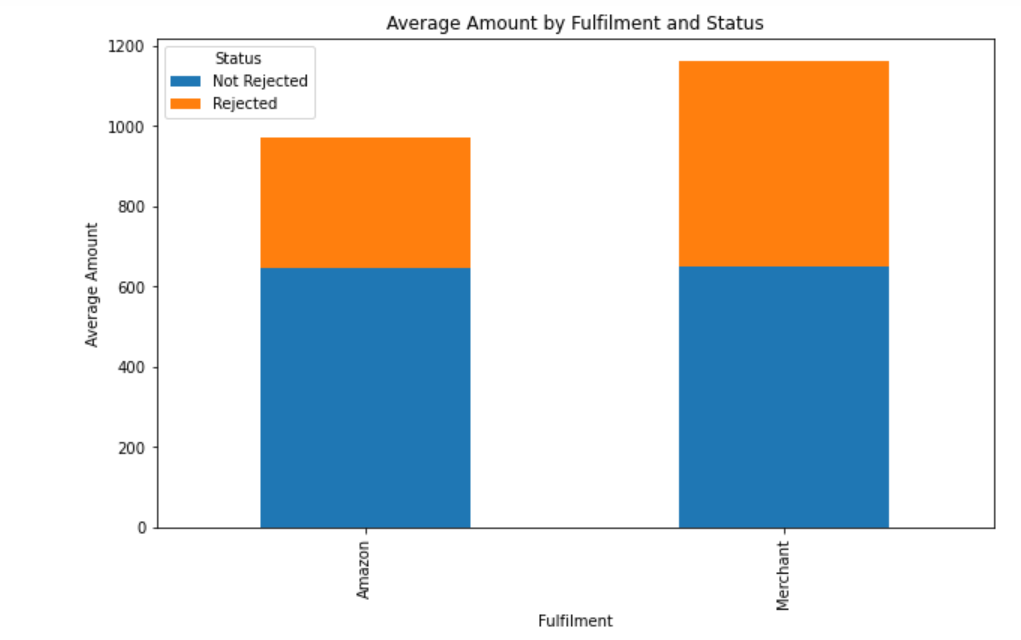 Average Amount by Fulfilment and Status
Status
Not Rejected
Rejected
1200
1000
800
600
400
200
0
Average Amount
Amazon
Merchant
Fulfilment